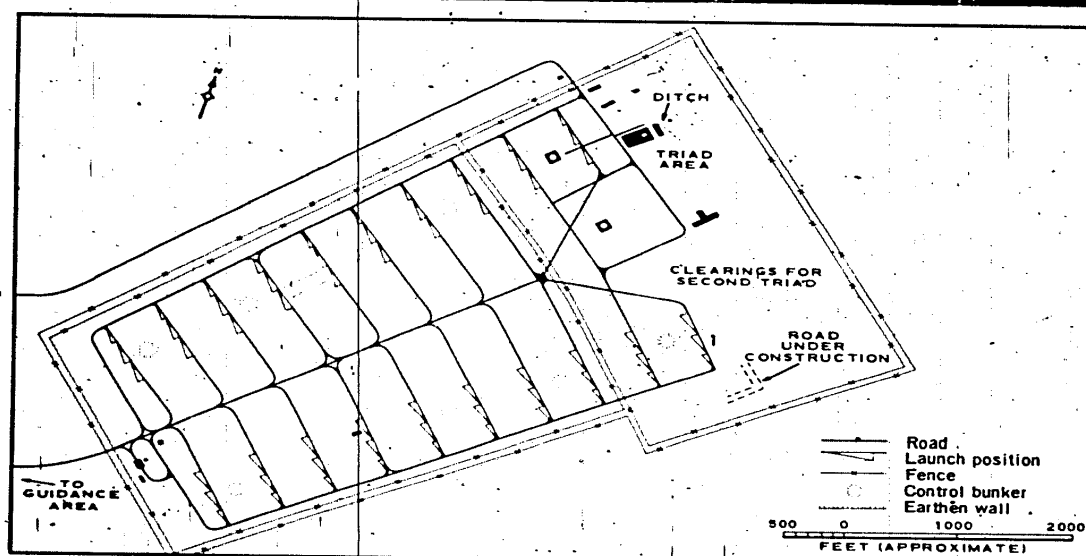 N
DITCH
TRIAD
AREA
CLEARINGS FOR
SECOND TRIAD
ROAD
UNDER
CONSTRUCTION
TO
GUIDANCE
AREA
Road
Launch position
Fence
Control bunker
Earthen wall
500 0 1000 2000
FEET (APPROXIMATE)